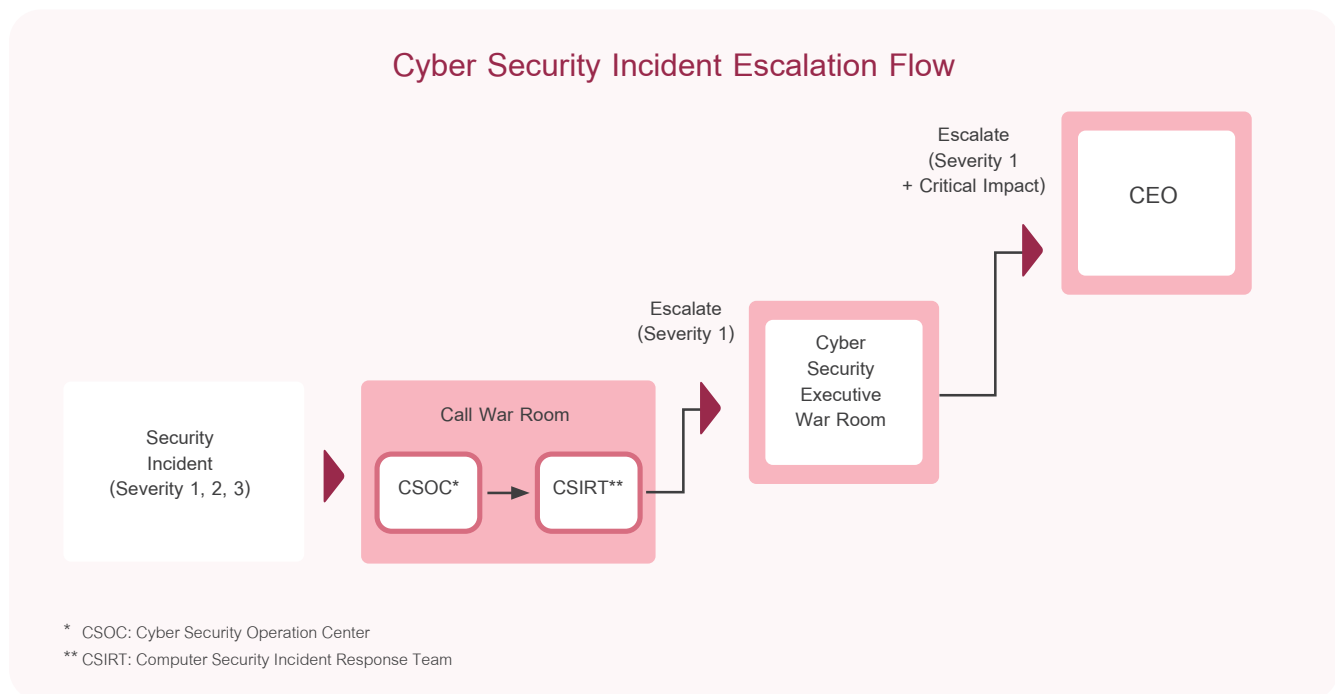 Cyber Security Incident Escalation Flow
Security
Incident
(Severity 1, 2, 3)
Call War Room
CSOC*
CSIRT**
Escalate
(Severity 1)
Cyber
Security
Executive
War Room
Escalate
(Severity 1
+ Critical Impact)
CEO
* CSOC: Cyber Security Operation Center
** CSIRT: Computer Security Incident Response Team